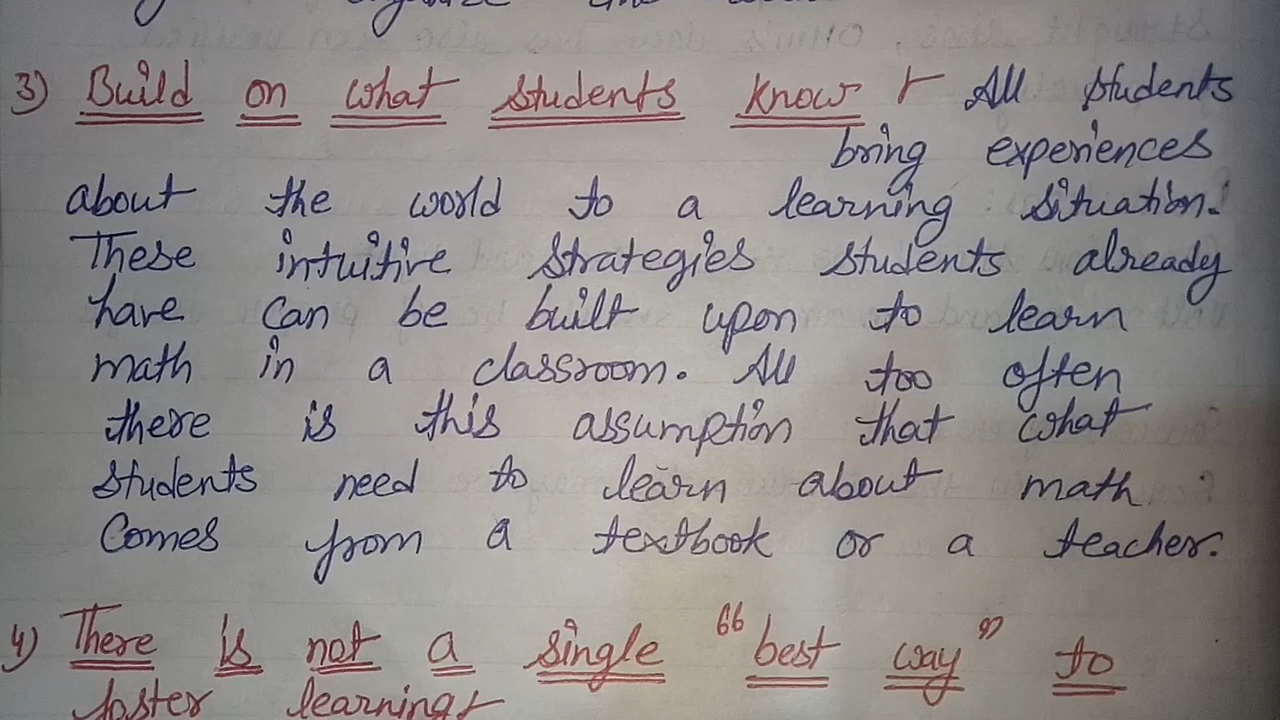 3) Build on what students know :- All students
bring experiences
about the world to a learning situation.
These intuitive strategies students already
have can be built upon to learn
math in a classroom. All too often
there is this assumption that what
students need to learn about math
Comes from a textbook or a teacher.
4) There is not a single "best way" to
foster learning:-